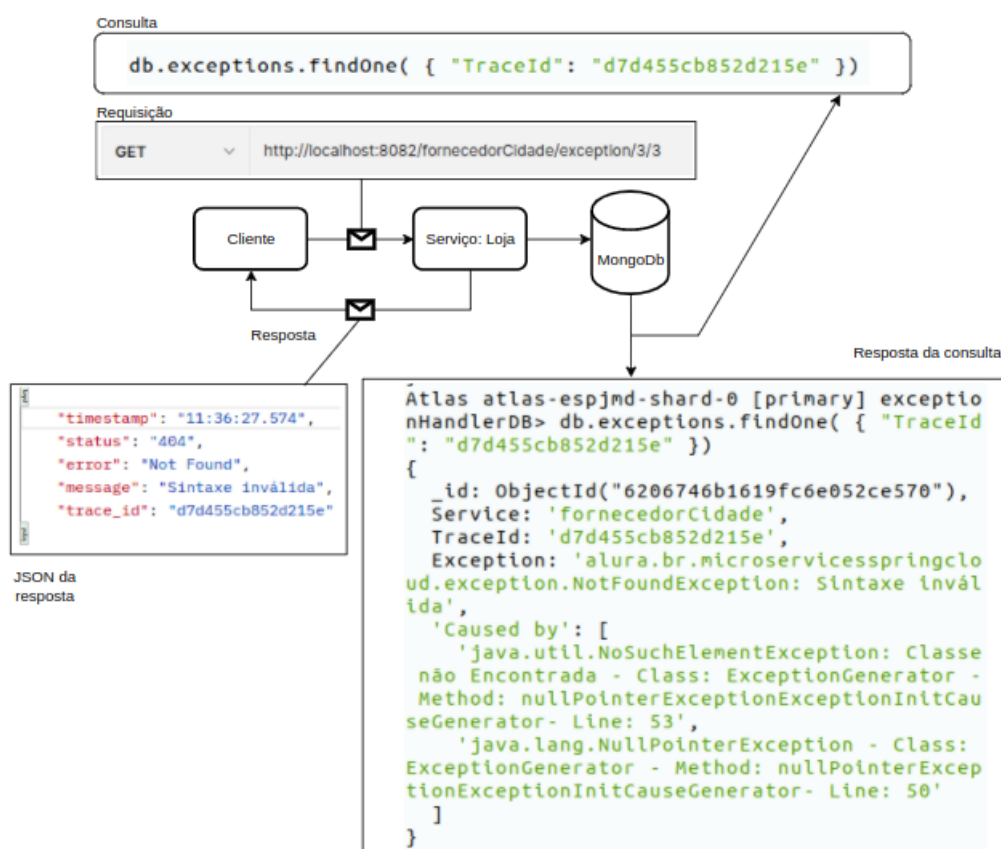 Consulta
db.exceptions.findOne( { "TraceId": "d7d455cb852d215e" })
Requisição
GET
http://localhost:8082/fornecedorCidade/exception/3/3
Cliente
Serviço: Loja
MongoDb
Resposta
Resposta da consulta
"timestamp": "11:36:27.574",
"status": "404",
"error": "Not Found",
"message": "Sintaxe inválida",
"trace_id": "d7d455cb852d215e"
JSON da
resposta
Atlas atlas-espjmd-shard-0 [primary] exceptio
nHandlerDB> db.exceptions.findOne( { "TraceId
": "d7d455cb852d215e" })
{
_id: ObjectId("6206746b1619fc6e052ce570"),
Service: 'fornecedorCidade',
TraceId: 'd7d455cb852d215e',
Exception: 'alura.br.microservicesspringclo
ud.exception.NotFoundException: Sintaxe invál
ida',
'Caused by': [
'java.util.NoSuchElementException: Classe
não Encontrada - Class: ExceptionGenerator -
Method: nullPointerExceptionExceptionInitCau
seGenerator- Line: 53',
'java.lang.NullPointerException - Class:
ExceptionGenerator - Method: nullPointerExcep
tionExceptionInitCauseGenerator- Line: 50'
]
}